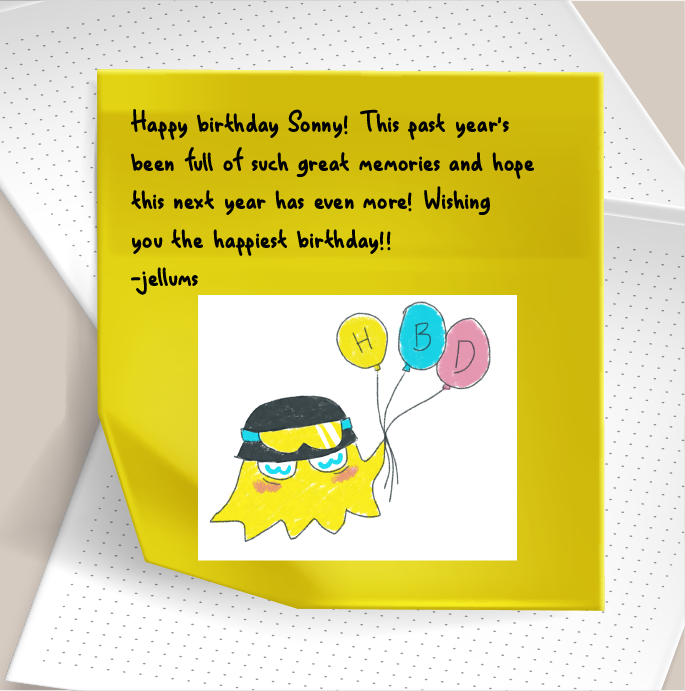 Happy birthday Sonny! This past year's
been full of such great memories and hope
this next year has even more! Wishing
you the happiest birthday!!
-jellums
H B D